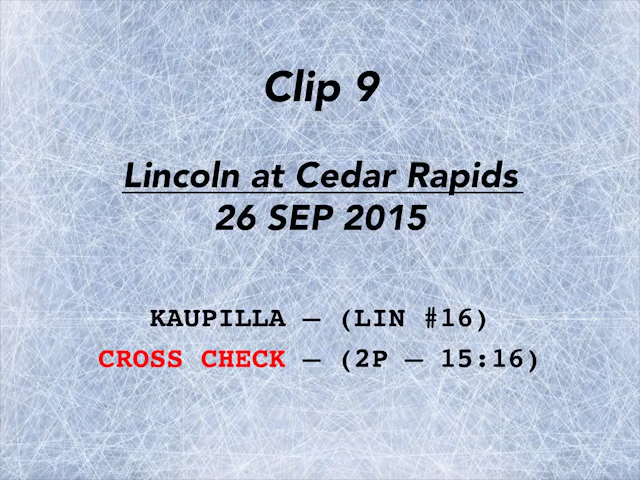 Clip 9
Lincoln at Cedar Rapids
26 SEP 2015
KAUPILLA – (LIN #16)
CROSS CHECK – (2P – 15:16)